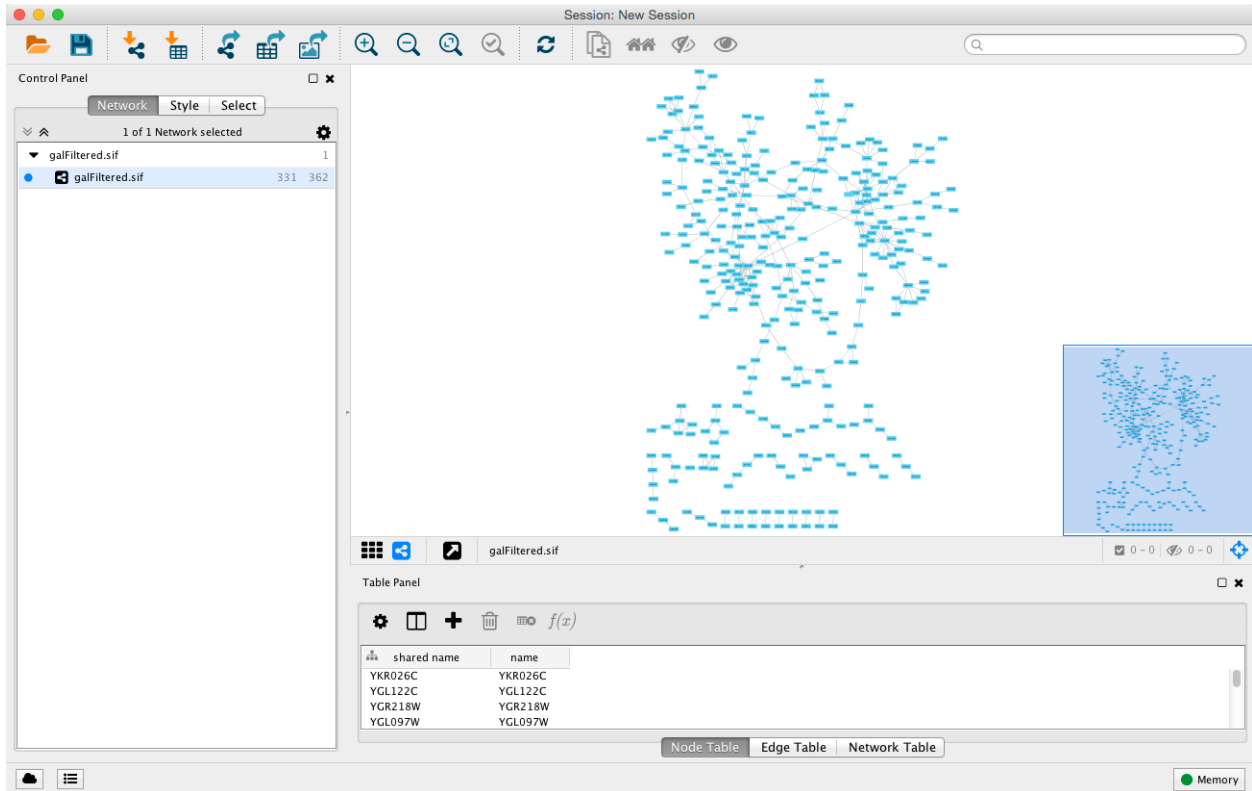 Session: New Session
Control Panel
Network Style Select
1 of 1 Network selected
galFiltered.sif 1
galFiltered.sif 331 362
galFiltered.sif
0 - 0 0 - 0
Table Panel
f(x)
shared name name
YKR026C YKR026C
YGL122C YGL122C
YGR218W YGR218W
YGL097W YGL097W
Node Table Edge Table Network Table
Memory